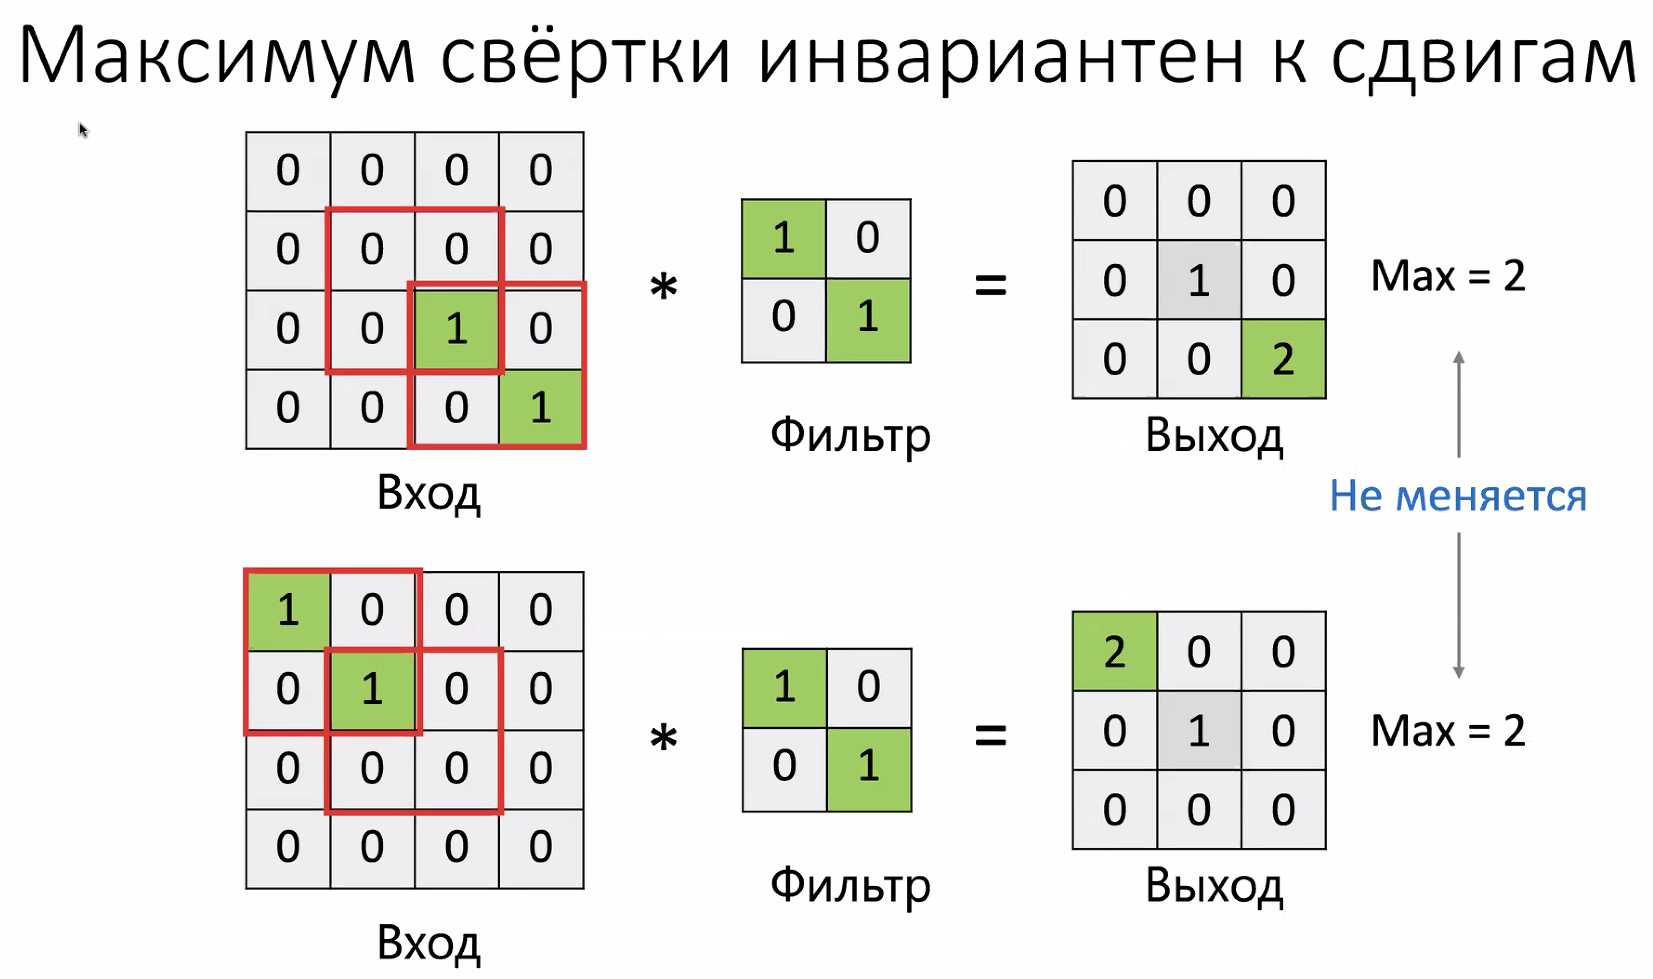 Максимум свёртки инвариантен к сдвигам
0 0 0 0
0 0 0 0
0 0 1 0
0 0 0 1
Вход
*
1 0
0 1
Фильтр
=
0 0 0
0 1 0
0 0 2
Выход
Max = 2
Не меняется
1 0 0 0
0 1 0 0
0 0 0 0
0 0 0 0
Вход
*
1 0
0 1
Фильтр
=
2 0 0
0 1 0
0 0 0
Выход
Max = 2